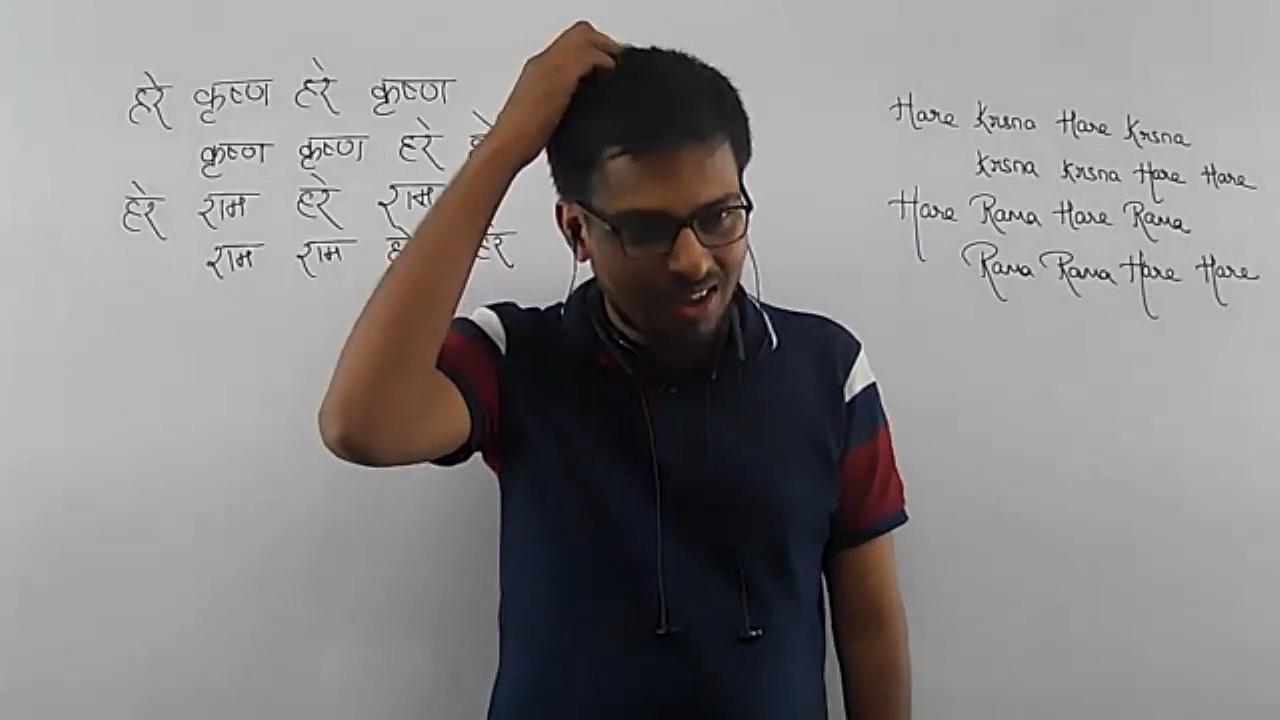 हरे कृष्ण हरे कृष्ण
कृष्ण कृष्ण हरे
हरे राम हरे राम
राम राम हरे
Hare Krsna Hare Krsna
Krsna Krsna Hare Hare
Hare Rama Hare Rama
Rama Rama Hare Hare